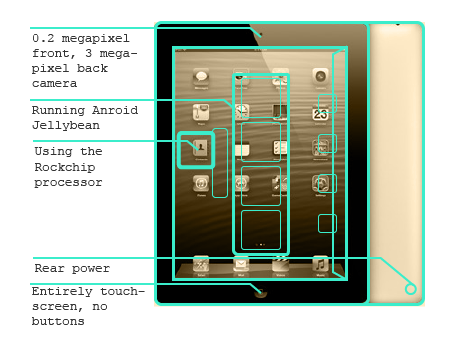 0.2 megapixel
front, 3 mega-
pixel back
camera
Running Anroid
Jellybean
Using the
Rockchip
processor
Rear power
Entirely touch-
screen, no
buttons
23